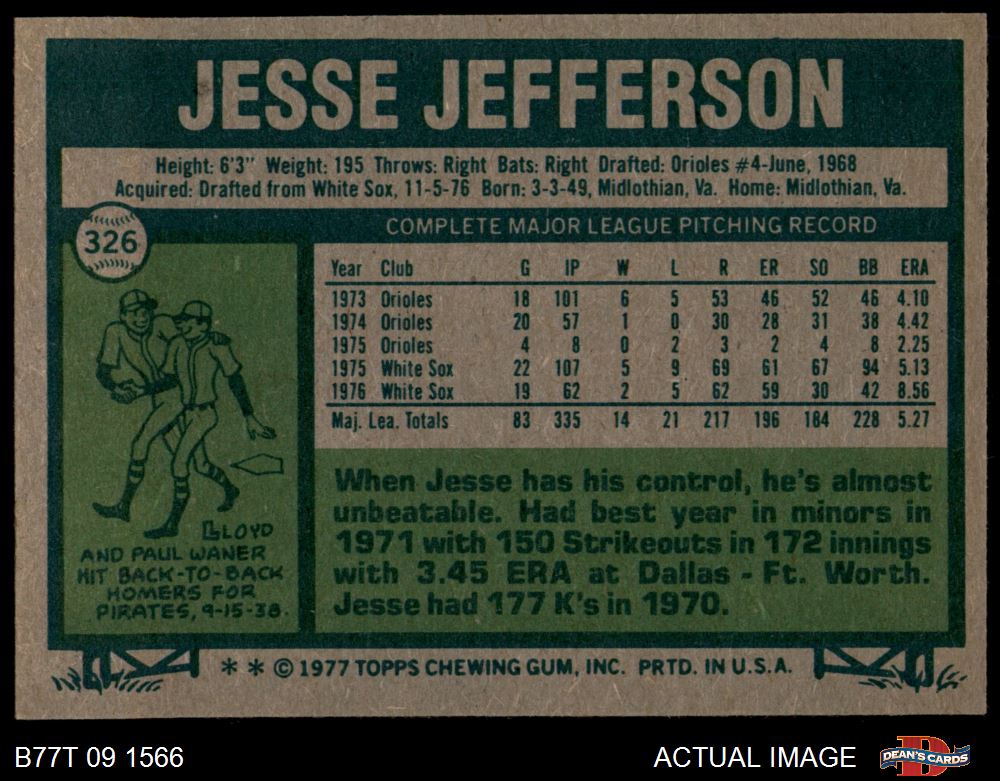 JESSE JEFFERSON
Height: 6'3" Weight: 195 Throws: Right Bats: Right Drafted: Orioles #4-June, 1968
Acquired: Drafted from White Sox, 11-5-76 Born: 3-3-49, Midlothian, Va. Home: Midlothian, Va.
326
COMPLETE MAJOR LEAGUE PITCHING RECORD
Year Club G IP W L R ER SO BB ERA
1973 Orioles 18 101 6 5 53 46 52 46 4.10
1974 Orioles 20 57 1 0 30 28 31 38 4.42
1975 Orioles 4 8 0 2 3 2 4 8 2.25
1975 White Sox 22 107 5 9 69 61 67 94 5.13
1976 White Sox 19 62 2 5 62 59 30 42 8.56
Maj. Lea. Totals 83 335 14 21 217 196 184 228 5.27
LLOYD
AND PAUL WANER
HIT BACK-TO-BACK
HOMERS FOR
PIRATES, 9-15-38.
When Jesse has his control, he's almost
unbeatable. Had best year in minors in
1971 with 150 Strikeouts in 172 innings
with 3.45 ERA at Dallas - Ft. Worth.
Jesse had 177 K's in 1970.
* * © 1977 TOPPS CHEWING GUM, INC. PRTD. IN U.S.A.
B77T 09 1566
ACTUAL IMAGE
DEAN'S CARDS